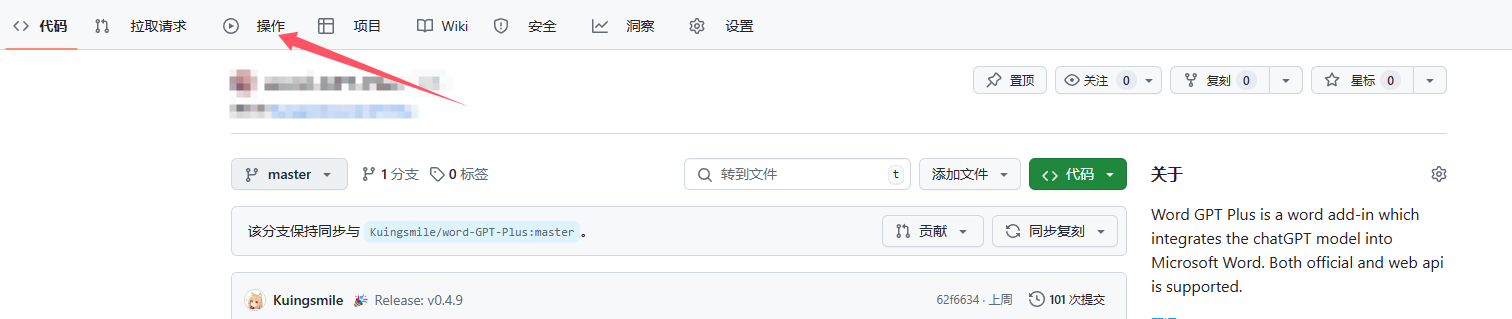 代码 拉取请求 操作 项目 Wiki 安全 洞察 设置
置页 关注 0 复刻 0 星标 0
master 1 分支 0 标签 转到文件 t 添加文件 代码
关于
Word GPT Plus is a word add-in which
integrates the chatGPT model into
Microsoft Word. Both official and web api
is supported.
该分支保持同步与 Kuingsmile/word-GPT-Plus:master 。 贡献 同步复刻
Kuingsmile Release: v0.4.9 62f6634 · 上周 101 次提交